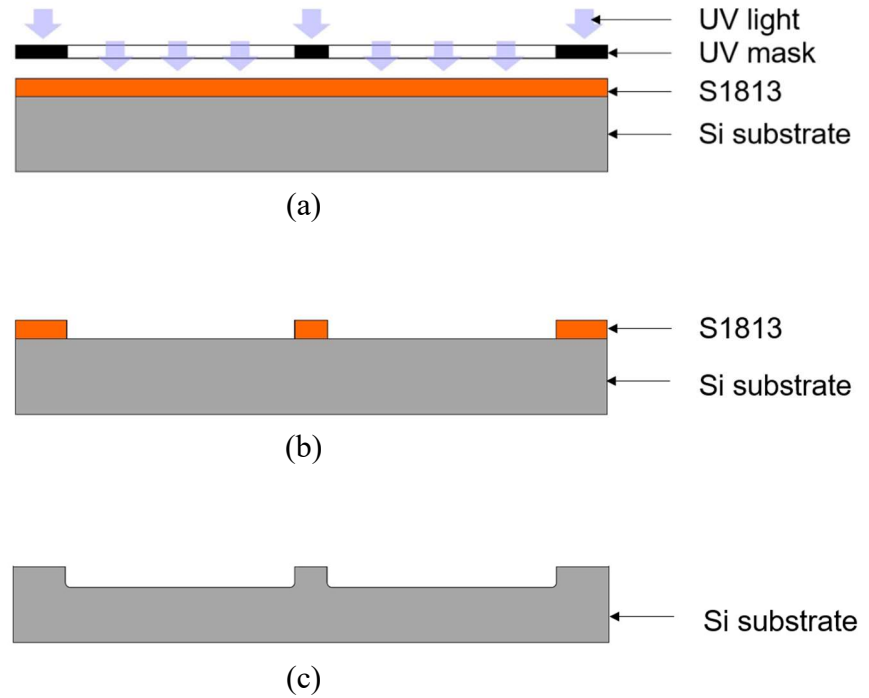 UV light
UV mask
S1813
Si substrate
(a)
S1813
Si substrate
(b)
Si substrate
(c)